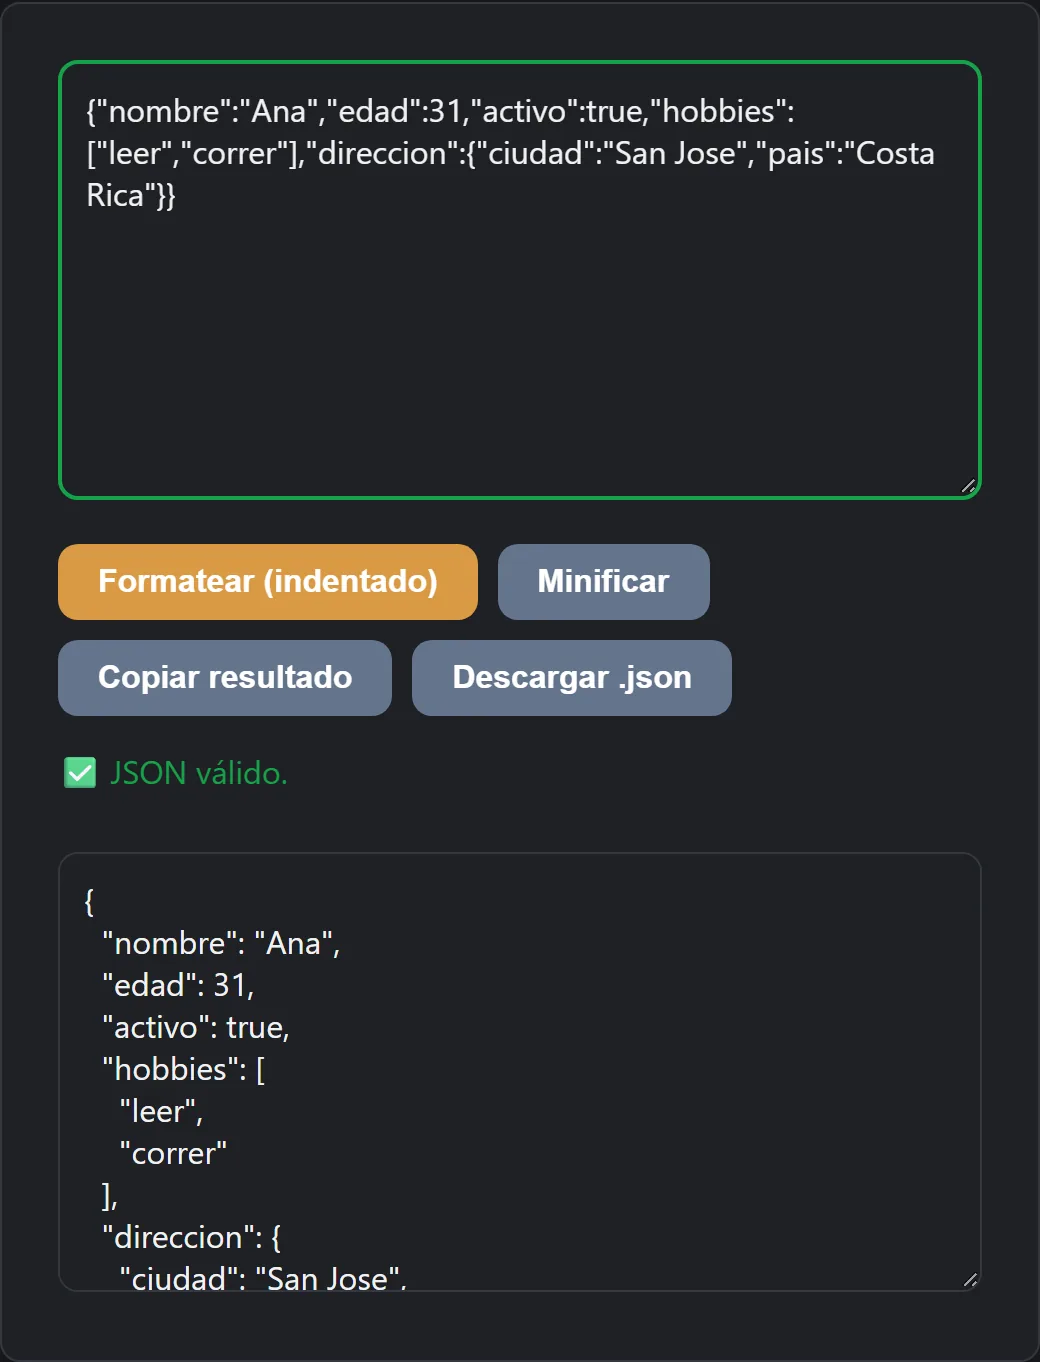 {"nombre":"Ana","edad":31,"activo":true,"hobbies":
["leer","correr"],"direccion":{"ciudad":"San Jose","pais":"Costa
Rica"}}
Formatear (indentado) Minificar
Copiar resultado Descargar .json
✅ JSON válido.
{
  "nombre": "Ana",
  "edad": 31,
  "activo": true,
  "hobbies": [
    "leer",
    "correr"
  ],
  "direccion": {
    "ciudad": "San Jose",